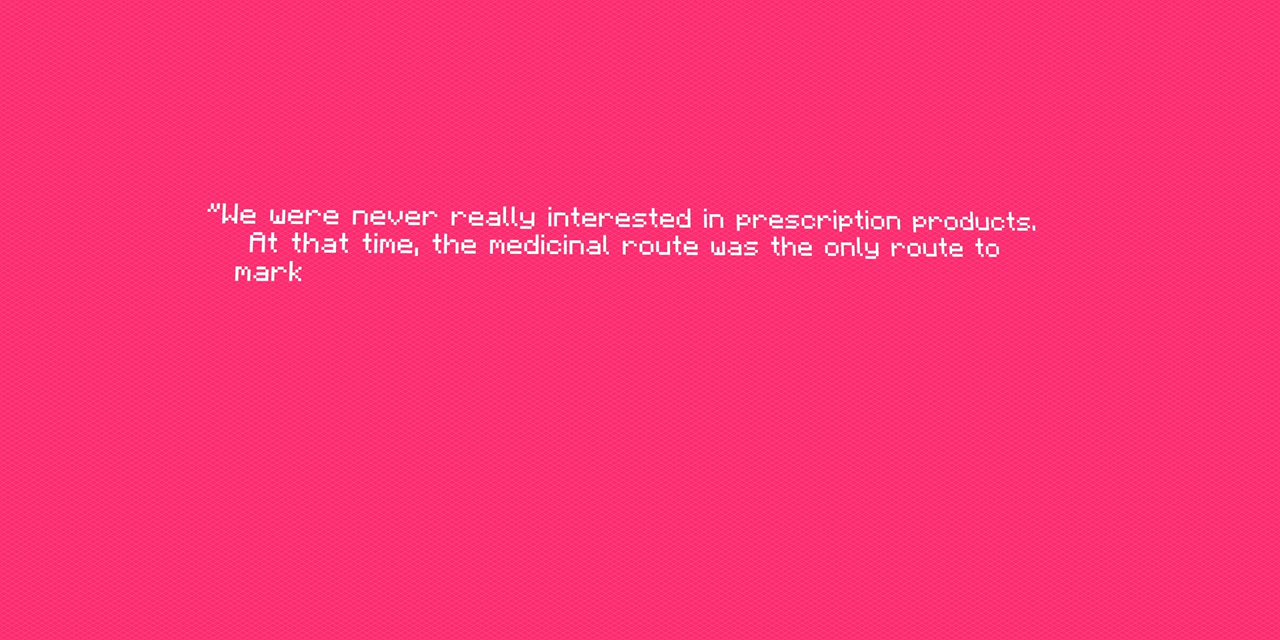 "We were never really interested in prescription products.
At that time, the medicinal route was the only route to
mark